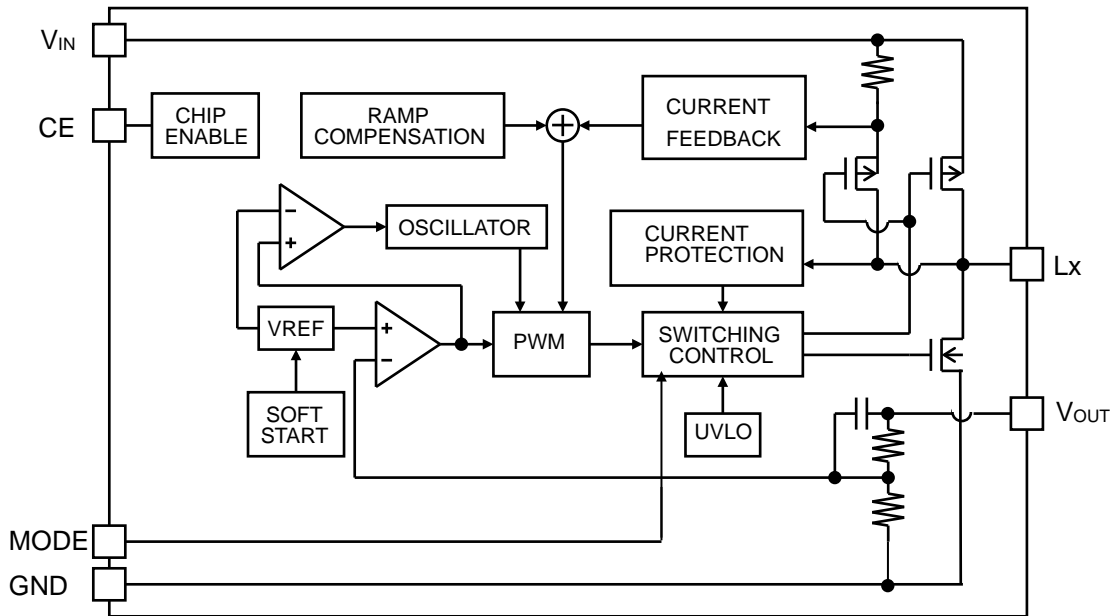 VIN
CE
CHIP
ENABLE
RAMP
COMPENSATION
+
CURRENT
FEEDBACK
−
+
OSCILLATOR
CURRENT
PROTECTION
Lx
VREF
+
−
PWM
SWITCHING
CONTROL
SOFT
START
UVLO
VOUT
MODE
GND